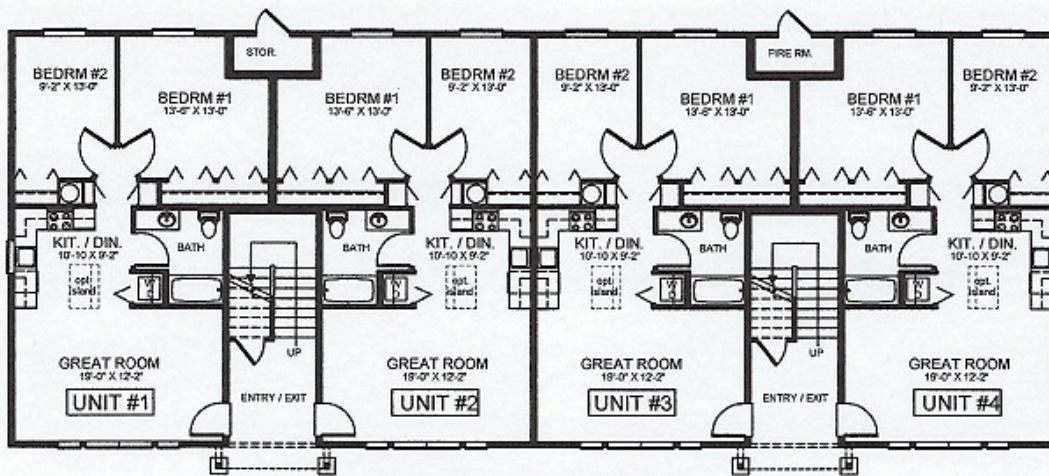 STOR.
FIRE RM.
BEDRM #2
9'-2" X 13'-0"
BEDRM #1
13'-6" X 13'-0"
BEDRM #1
13'-6" X 13'-0"
BEDRM #2
9'-2" X 13'-0"
BEDRM #2
9'-2" X 13'-0"
BEDRM #1
13'-6" X 13'-0"
BEDRM #1
13'-6" X 13'-0"
BEDRM #2
9'-2" X 13'-0"
KIT. / DIN.
10'-10 X 9'-2"
BATH
BATH
KIT. / DIN.
10'-10 X 9'-2"
KIT. / DIN.
10'-10 X 9'-2"
BATH
BATH
KIT. / DIN.
10'-10 X 9'-2"
opt.
island
opt.
island
opt.
island
opt.
island
UP
UP
GREAT ROOM
19'-0" X 12'-2"
UNIT #1
ENTRY / EXIT
GREAT ROOM
19'-0" X 12'-2"
UNIT #2
GREAT ROOM
19'-0" X 12'-2"
UNIT #3
ENTRY / EXIT
GREAT ROOM
19'-0" X 12'-2"
UNIT #4